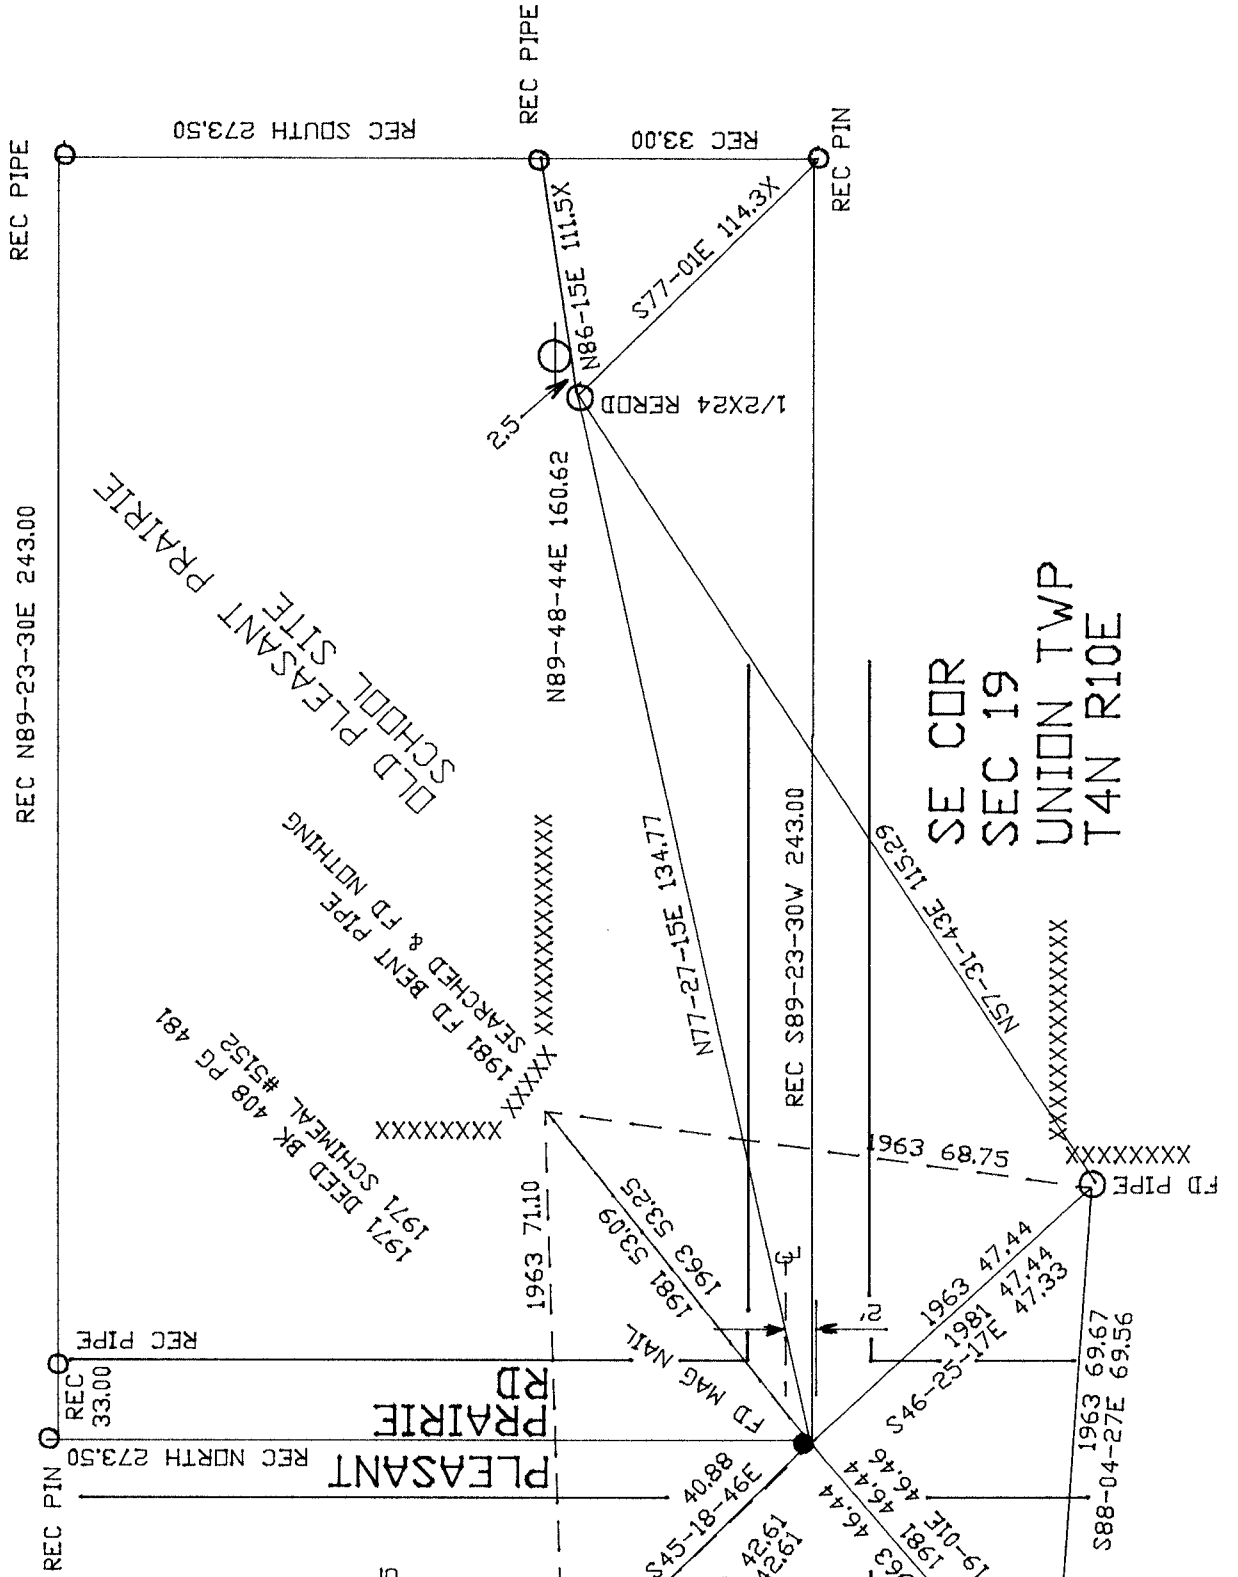 REC PIPE
REC SOUTH 273.50
REC PIPE
REC 33.00
REC PIN
N86-15E 111.5X
S77-01E 114.3X
2.5
1/2X24 REROD
REC N89-23-30E 243.00
OLD PLEASANT PRAIRIE
SCHOOL SITE
N89-48-44E 160.62
SE COR
SEC 19
UNION TWP
T4N R10E
1981 FD BENT PIPE
SEARCHED & FD NOTHING
XXXXXXXXXXXXXXXXXX
XXXXX
XXXXXXXX
1971 DEED BK 408 PG 481
1971 SCHIMEAL #5152
N77-27-15E 134.77
REC S89-23-30W 243.00
N57-31-43E 115.29
XXXXXXXXXXXXXXXXXX
XXXXXXXX
FD PIPE
1963 68.75
1963 71.10
1981 53.09
1963 53.25
CL
2'
1963 47.44
1981 47.44
S46-25-17E 47.33
1963 69.67
S88-04-27E 69.56
REC PIPE
REC
33.00
REC PIN
REC NORTH 273.50
PLEASANT
PRAIRIE
RD
FD MAG NAIL
40.88
S45-18-46E
42.61
42.61
46.44
1981 46.44
19-01E 46.46